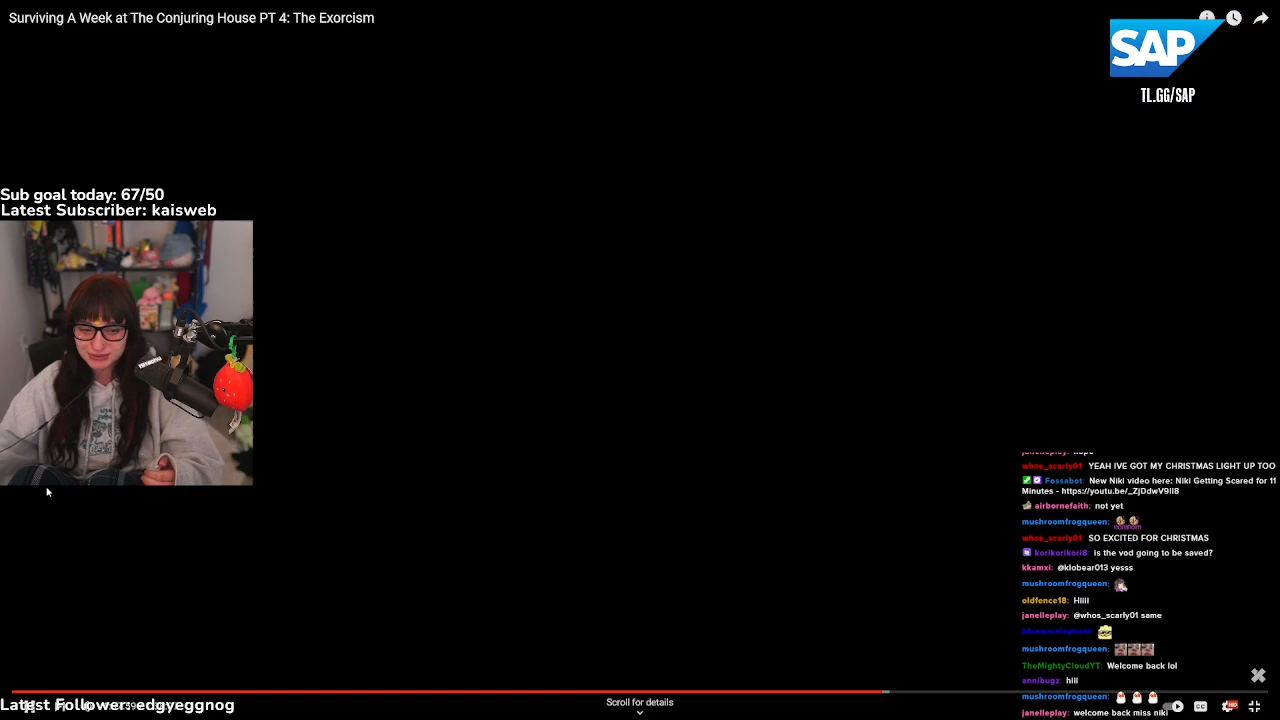 Surviving A Week at The Conjuring House PT 4: The Exorcism
SAP
TL.GG/SAP
Sub goal today: 67/50
Latest Subscriber: kaisweb
whos_scarly01 YEAH IVE GOT MY CHRISTMAS LIGHT UP TOO
Fossabot: New Niki video here: Niki Getting Scared for 11
Minutes - https://youtu.be/_ZjDdwV9lI8
airbornefaith: not yet
mushroomfrogqueen:
whos_scarly01 SO EXCITED FOR CHRISTMAS
korikorikori8: is the vod going to be saved?
kkamxi: @klobear013 yesss
mushroomfrogqueen:
oldfence18: Hiiii
janelleplay: @whos_scarly01 same
mushroomfrogqueen:
TheMightyCloudYT: Welcome back lol
annibugz: hiii
mushroomfrogqueen:
janelleplay: welcome back miss niki
Scroll for details